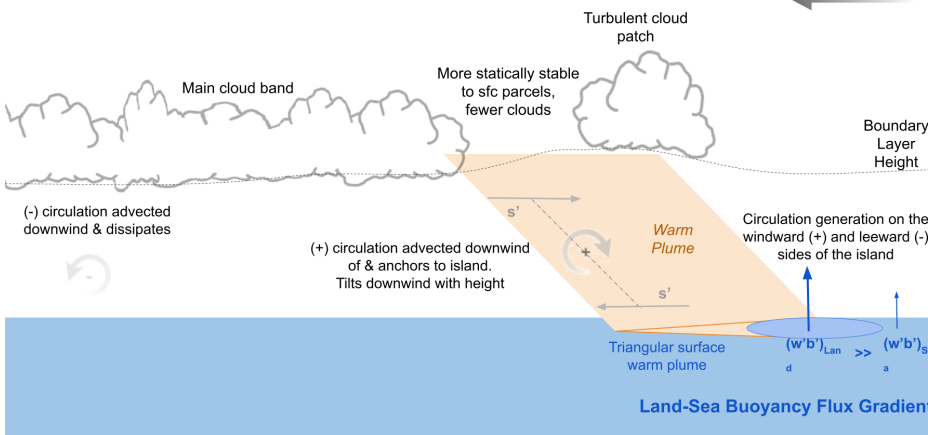 Turbulent cloud
patch
Main cloud band
More statically stable
to sfc parcels,
fewer clouds
Boundary
Layer
Height
(-) circulation advected
downwind & dissipates
s'
(+) circulation advected downwind
of & anchors to island.
Tilts downwind with height
+
Warm
Plume
Circulation generation on the
windward (+) and leeward (-)
sides of the island
-
s'
Triangular surface
warm plume
(w'b')Lan
d
>>
(w'b')S
a
Land-Sea Buoyancy Flux Gradient